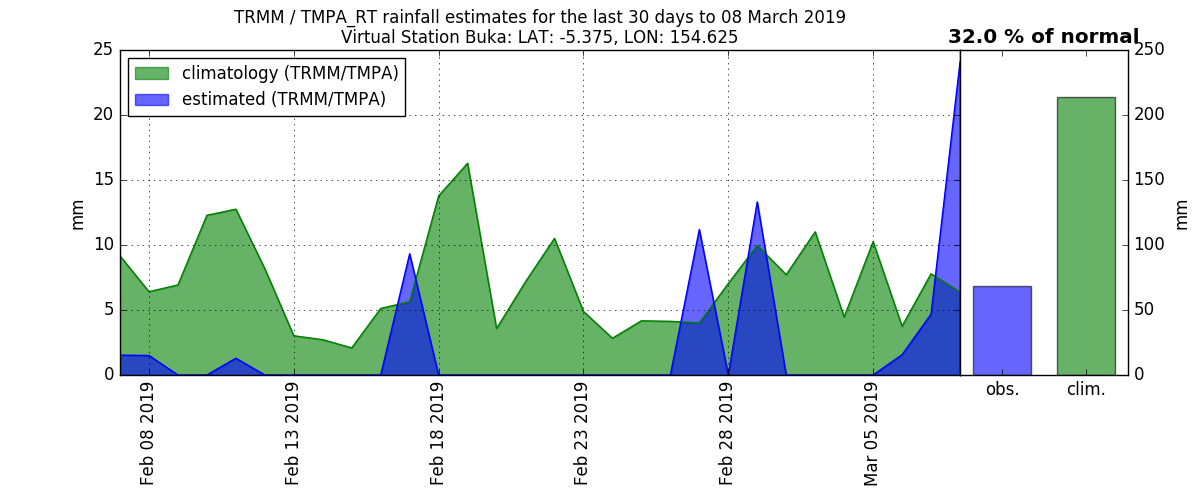 TRMM / TMPA_RT rainfall estimates for the last 30 days to 08 March 2019
Virtual Station Buka: LAT: -5.375, LON: 154.625
32.0 % of normal
climatology (TRMM/TMPA)
estimated (TRMM/TMPA)
25
20
15
10
5
0
mm
250
200
150
100
50
0
mm
Feb 08 2019
Feb 13 2019
Feb 18 2019
Feb 23 2019
Feb 28 2019
Mar 05 2019
obs.
clim.